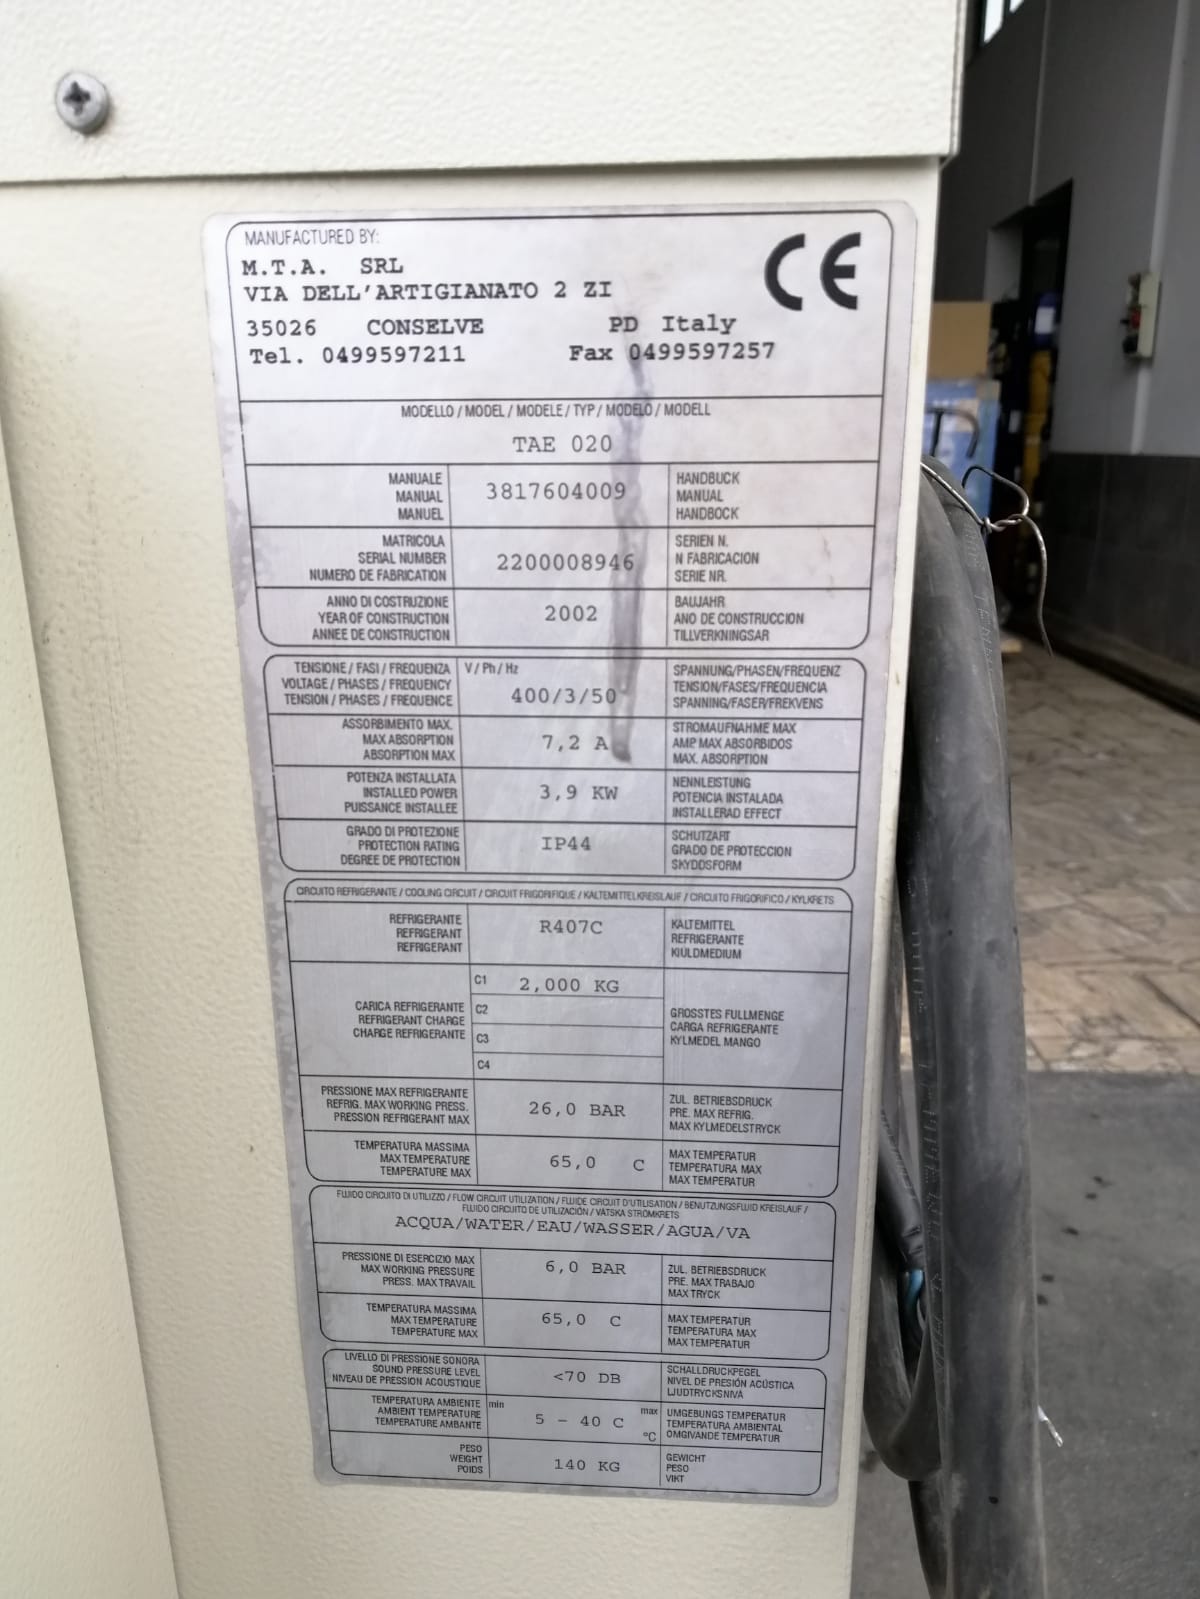 MANUFACTURED BY:
M.T.A. SRL
VIA DELL'ARTIGIANATO 2 ZI
35026 CONSELVE PD Italy
Tel. 0499597211 Fax 0499597257
CE
MODELLO / MODEL / MODELE / TYP / MODELO / MODELL
TAE 020
MANUALE
MANUAL
MANUEL
3817604009
HANDBUCK
MANUAL
HANDBOCK
MATRICOLA
SERIAL NUMBER
NUMERO DE FABRICATION
2200008946
SERIEN N.
N FABRICACION
SERIE NR.
ANNO DI COSTRUZIONE
YEAR OF CONSTRUCTION
ANNEE DE CONSTRUCTION
2002
BAUJAHR
ANO DE CONSTRUCCION
TILLVERKNINGSAR
TENSIONE / FASI / FREQUENZA
VOLTAGE / PHASES / FREQUENCY
TENSION / PHASES / FREQUENCE
V / Ph / Hz
400/3/50
SPANNUNG/PHASEN/FREQUENZ
TENSION/FASES/FREQUENCIA
SPANNING/FASER/FREKVENS
ASSORBIMENTO MAX.
MAX ABSORPTION
ABSORPTION MAX
7,2 A
STROMAUFNAHME MAX
AMP. MAX ABSORBIDOS
MAX. ABSORPTION
POTENZA INSTALLATA
INSTALLED POWER
PUISSANCE INSTALLEE
3,9 KW
NENNLEISTUNG
POTENCIA INSTALADA
INSTALLERAD EFFECT
GRADO DI PROTEZIONE
PROTECTION RATING
DEGREE DE PROTECTION
IP44
SCHUTZART
GRADO DE PROTECCION
SKYDDSFORM
CIRCUITO REFRIGERANTE / COOLING CIRCUIT / CIRCUIT FRIGORIFIQUE / KALTEMITTELKREISLAUF / CIRCUITO FRIGORIFICO / KYLKRETS
REFRIGERANTE
REFRIGERANT
REFRIGERANT
R407C
KALTEMITTEL
REFRIGERANTE
KIULDMEDIUM
CARICA REFRIGERANTE
REFRIGERANT CHARGE
CHARGE REFRIGERANTE
C1 2,000 KG
C2
C3
C4
GROSSTES FULLMENGE
CARGA REFRIGERANTE
KYLMEDEL MANGO
PRESSIONE MAX REFRIGERANTE
REFRIG. MAX WORKING PRESS.
PRESSION REFRIGERANT MAX
26,0 BAR
ZUL. BETRIEBSDRUCK
PRE. MAX REFRIG.
MAX KYLMEDELSTRYCK
TEMPERATURA MASSIMA
MAX TEMPERATURE
TEMPERATURE MAX
65,0 C
MAX TEMPERATUR
TEMPERATURA MAX
MAX TEMPERATUR
FLUIDO CIRCUITO DI UTILIZZO / FLOW CIRCUIT UTILIZATION / FLUIDE CIRCUIT D'UTILISATION / BENUTZUNGSFLUID KREISLAUF /
FLUIDO CIRCUITO DE UTILIZACIÓN / VATSKA STRÖMKRETS
ACQUA/WATER/EAU/WASSER/AGUA/VA
PRESSIONE DI ESERCIZIO MAX
MAX WORKING PRESSURE
PRESS. MAX TRAVAIL
6,0 BAR
ZUL. BETRIEBSDRUCK
PRE. MAX TRABAJO
MAX TRYCK
TEMPERATURA MASSIMA
MAX TEMPERATURE
TEMPERATURE MAX
65,0 C
MAX TEMPERATUR
TEMPERATURA MAX
MAX TEMPERATUR
LIVELLO DI PRESSIONE SONORA
SOUND PRESSURE LEVEL
NIVEAU DE PRESSION ACOUSTIQUE
<70 DB
SCHALLDRUCKPEGEL
NIVEL DE PRESIÓN ACÚSTICA
LJUDTRYCKSNIVA
TEMPERATURA AMBIENTE
AMBIENT TEMPERATURE
TEMPERATURE AMBANTE
min 5 - 40 C max °C
UMGEBUNGS TEMPERATUR
TEMPERATURA AMBIENTAL
OMGIVANDE TEMPERATUR
PESO
WEIGHT
POIDS
140 KG
GEWICHT
PESO
VIKT